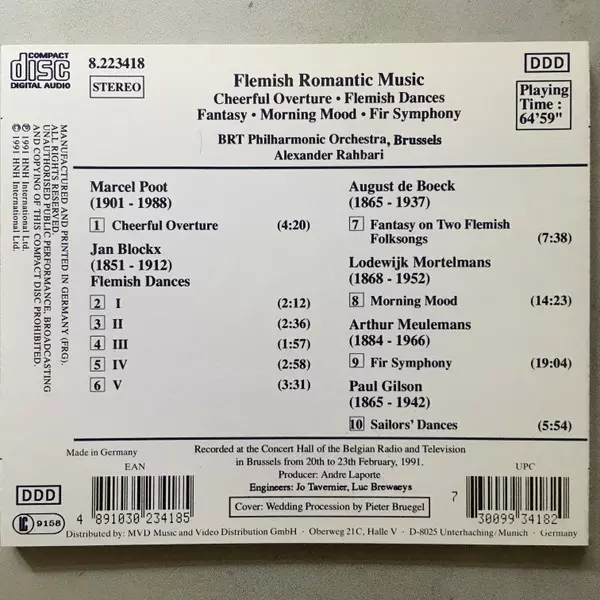 COMPACT
disc
DIGITAL AUDIO
8.223418
STEREO
Flemish Romantic Music
Cheerful Overture • Flemish Dances
Fantasy • Morning Mood • Fir Symphony
BRT Philharmonic Orchestra, Brussels
Alexander Rahbari
DDD
Playing
Time :
64'59"
MANUFACTURED AND PRINTED IN GERMANY (FRG).
ALL RIGHTS RESERVED.
UNAUTHORISED PUBLIC PERFORMANCE, BROADCASTING
AND COPYING OF THIS COMPACT DISC PROHIBITED.
℗ 1991 HNH International Ltd.
© 1991 HNH International Ltd.
Marcel Poot
(1901 - 1988)
1 Cheerful Overture (4:20)
Jan Blockx
(1851 - 1912)
Flemish Dances
2 I (2:12)
3 II (2:36)
4 III (1:57)
5 IV (2:58)
6 V (3:31)
August de Boeck
(1865 - 1937)
7 Fantasy on Two Flemish
Folksongs (7:38)
Lodewijk Mortelmans
(1868 - 1952)
8 Morning Mood (14:23)
Arthur Meulemans
(1884 - 1966)
9 Fir Symphony (19:04)
Paul Gilson
(1865 - 1942)
10 Sailors' Dances (5:54)
Made in Germany
EAN
Recorded at the Concert Hall of the Belgian Radio and Television
in Brussels from 20th to 23th February, 1991.
Producer: Andre Laporte
Engineers: Jo Tavernier, Luc Brewaeys
Cover: Wedding Procession by Pieter Bruegel
UPC
DDD
LC 9158
4 891030 234185
7 30099 34182
Distributed by: MVD Music and Video Distribution GmbH · Oberweg 21C, Halle V · D-8025 Unterhaching/Munich · Germany